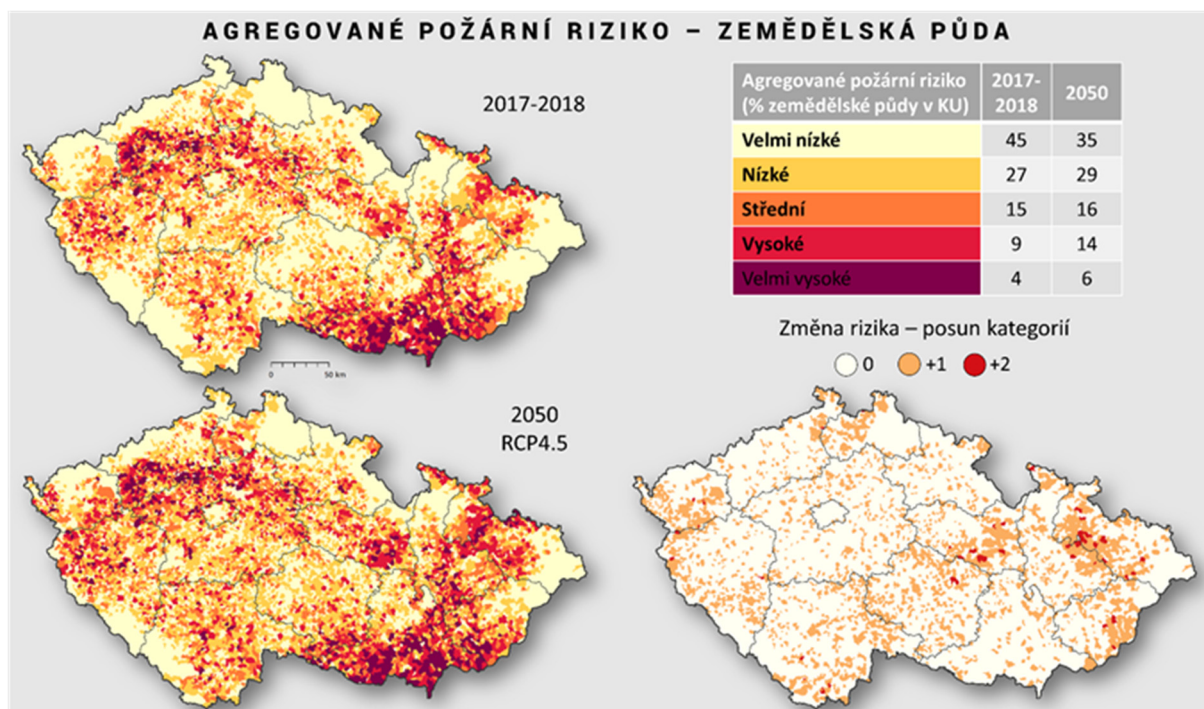 AGREGOVANÉ POŽÁRNÍ RIZIKO – ZEMĚDĚLSKÁ PŮDA
2017-2018
Agregované požární riziko (% zemědělské půdy v KU) 2017-2018 2050
Velmi nízké 45 35
Nízké 27 29
Střední 15 16
Vysoké 9 14
Velmi vysoké 4 6
Změna rizika – posun kategorií
0 +1 +2
0 50 km
2050
RCP4.5